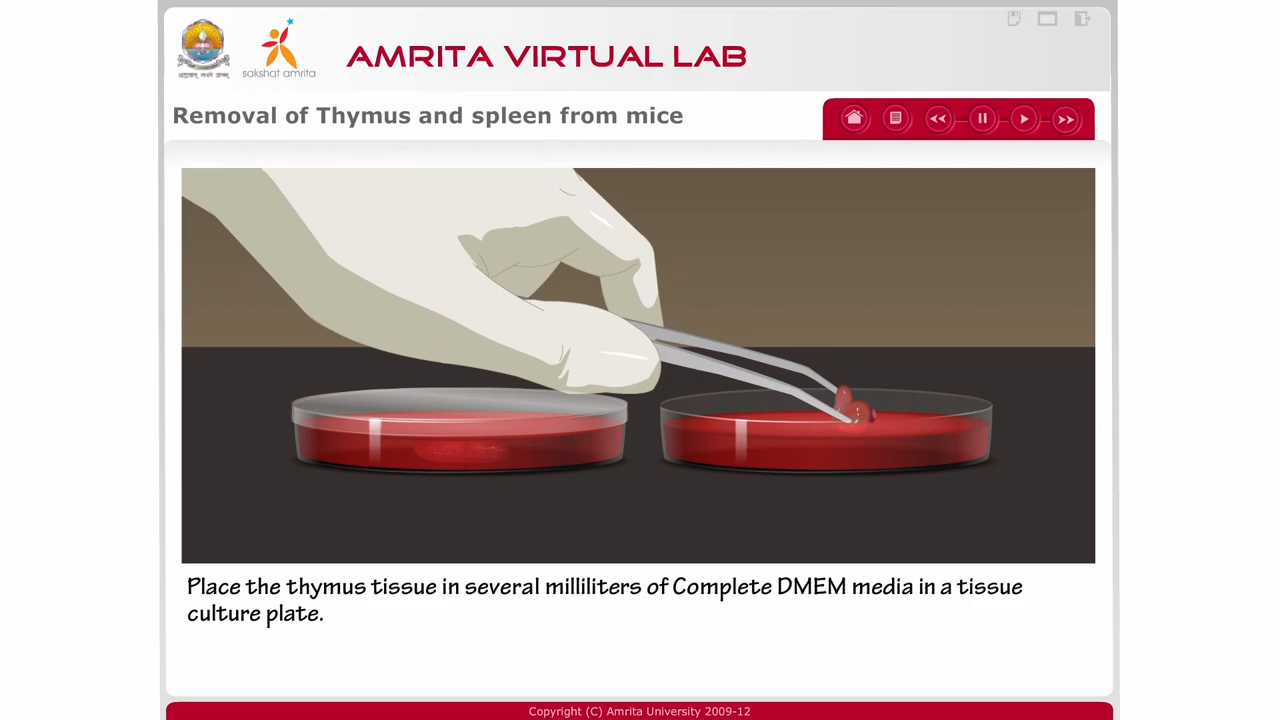 sakshat amrita
AMRITA VIRTUAL LAB
Removal of Thymus and spleen from mice
Place the thymus tissue in several milliliters of Complete DMEM media in a tissue
culture plate.
Copyright (C) Amrita University 2009-12